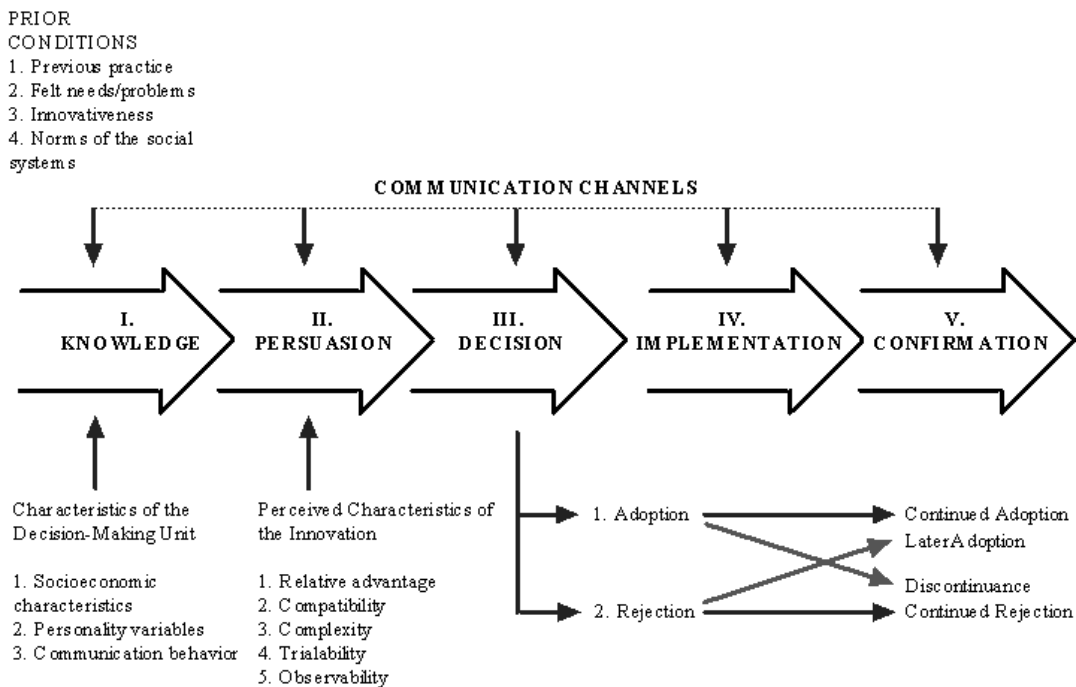 PRIOR
CONDITIONS
1. Previous practice
2. Felt needs/problems
3. Innovativeness
4. Norms of the social
systems
COMMUNICATION CHANNELS
I.
KNOWLEDGE
II.
PERSUASION
III.
DECISION
IV.
IMPLEMENTATION
V.
CONFIRMATION
Characteristics of the
Decision-Making Unit
1. Socioeconomic
characteristics
2. Personality variables
3. Communication behavior
Perceived Characteristics of
the Innovation
1. Relative advantage
2. Compatibility
3. Complexity
4. Trialability
5. Observability
1. Adoption
2. Rejection
Continued Adoption
Later Adoption
Discontinuance
Continued Rejection